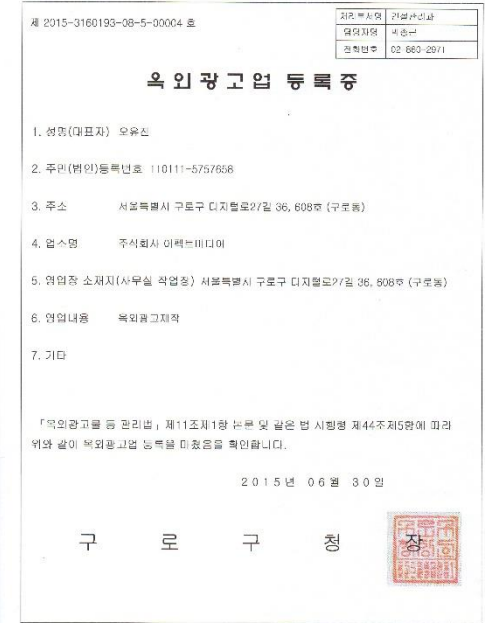 제 2015-3160193-08-5-00004 호
처리부서명 건설관리과
담당자명
전화번호 02-860-2971
옥외광고업 등록증
1. 성명(대표자) 오유진
2. 주민(법인)등록번호 110111-5757658
3. 주소 서울특별시 구로구 디지털로27길 36, 608호 (구로동)
4. 업소명 주식회사 이펙트미디어
5. 영업장 소재지(사무실 작업장) 서울특별시 구로구 디지털로27길 36, 608호 (구로동)
6. 영업내용 옥외광고제작
7. 기타
「옥외광고물 등 관리법」제11조제1항 본문 및 같은 법 시행령 제44조제5항에 따라
위와 같이 옥외광고업 등록을 마쳤음을 확인합니다.
2015년 06월 30일
구 로 구 청 장